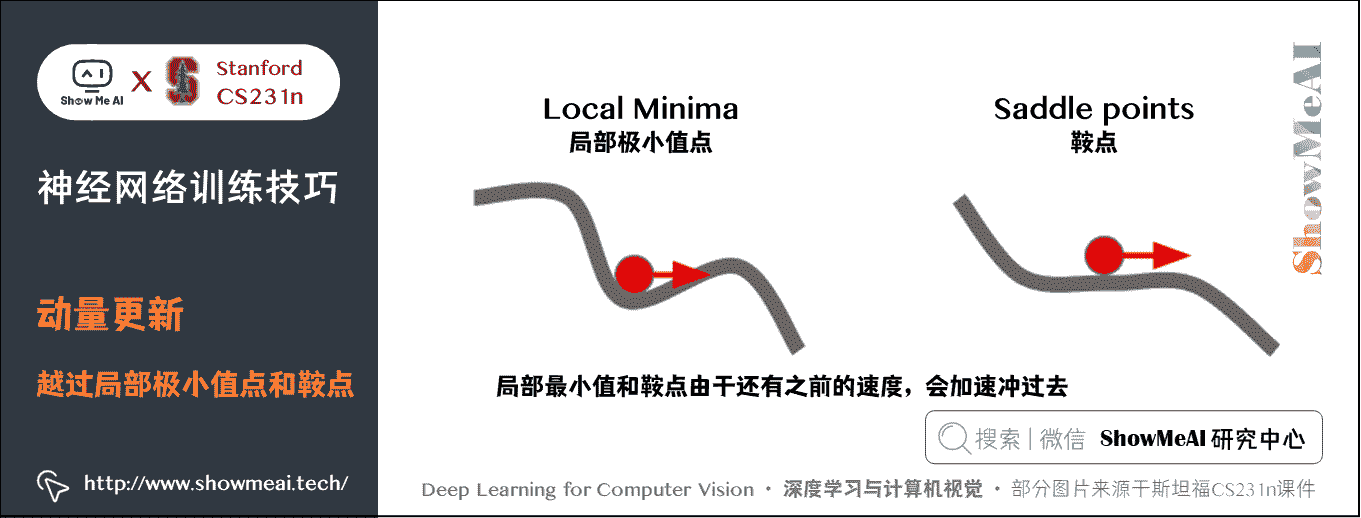 Show Me AI
X
S
Stanford
CS231n
神经网络训练技巧
动量更新
越过局部极小值点和鞍点
http://www.showmeai.tech/
Local Minima
局部极小值点
Saddle points
鞍点
局部最小值和鞍点由于还有之前的速度，会加速冲过去
搜索 | 微信 ShowMeAI 研究中心
Deep Learning for Computer Vision · 深度学习与计算机视觉 · 部分图片来源于斯坦福CS231n课件
ShowMeAI